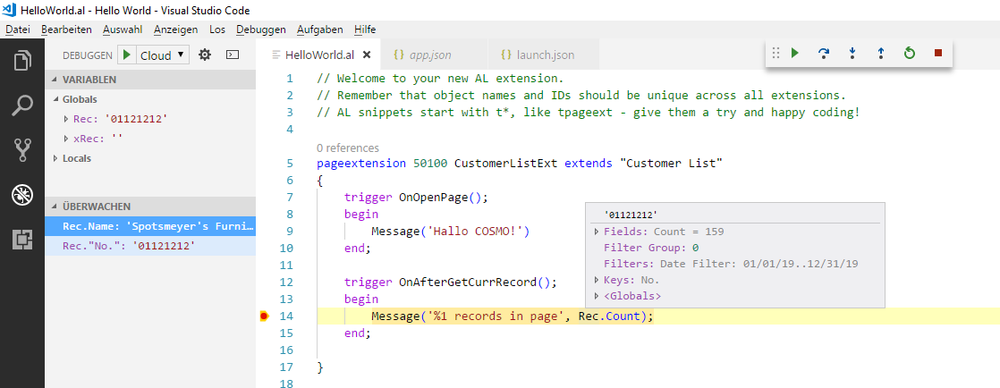 HelloWorld.al - Hello World - Visual Studio Code
Datei Bearbeiten Auswahl Anzeigen Los Debuggen Aufgaben Hilfe
DEBUGGEN Cloud
HelloWorld.al app.json launch.json
VARIABLEN
Globals
Rec: '01121212'
xRec: ''
Locals
ÜBERWACHEN
Rec.Name: 'Spotsmeyer's Furni...
Rec."No.": '01121212'
1 // Welcome to your new AL extension.
2 // Remember that object names and IDs should be unique across all extensions.
3 // AL snippets start with t*, like tpageext - give them a try and happy coding!
4
0 references
5 pageextension 50100 CustomerListExt extends "Customer List"
6 {
7 trigger OnOpenPage();
8 begin
9 Message('Hallo COSMO!')
10 end;
11
12 trigger OnAfterGetCurrRecord();
13 begin
14 Message('%1 records in page', Rec.Count);
15 end;
16
17 }
18
'01121212'
Fields: Count = 159
Filter Group: 0
Filters: Date Filter: 01/01/19..12/31/19
Keys: No.
<Globals>